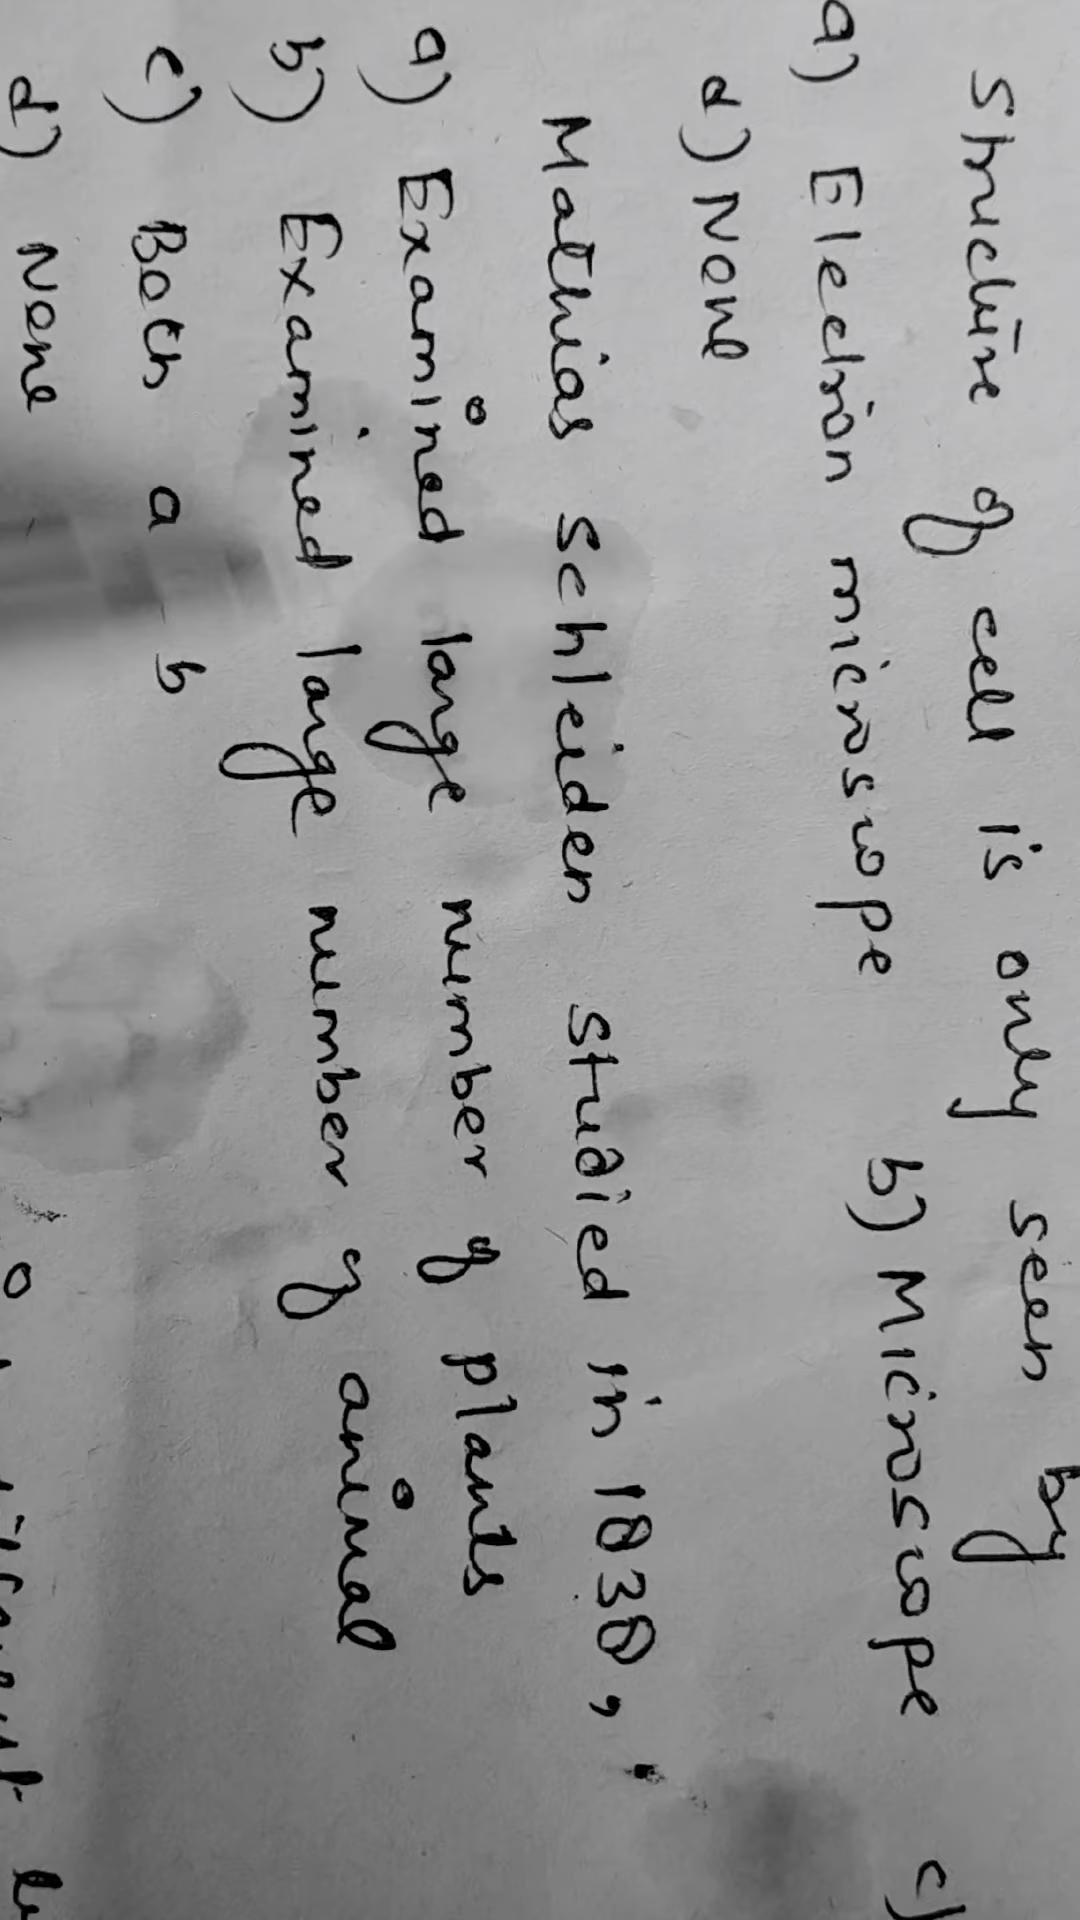 Structure of cell is only seen by
a) Electron microscope b) Microscope c)
d) None
Mathias schleiden studied in 1838,
a) Examined large number of plants
b) Examined large number of animal
c) Both a b
d) None